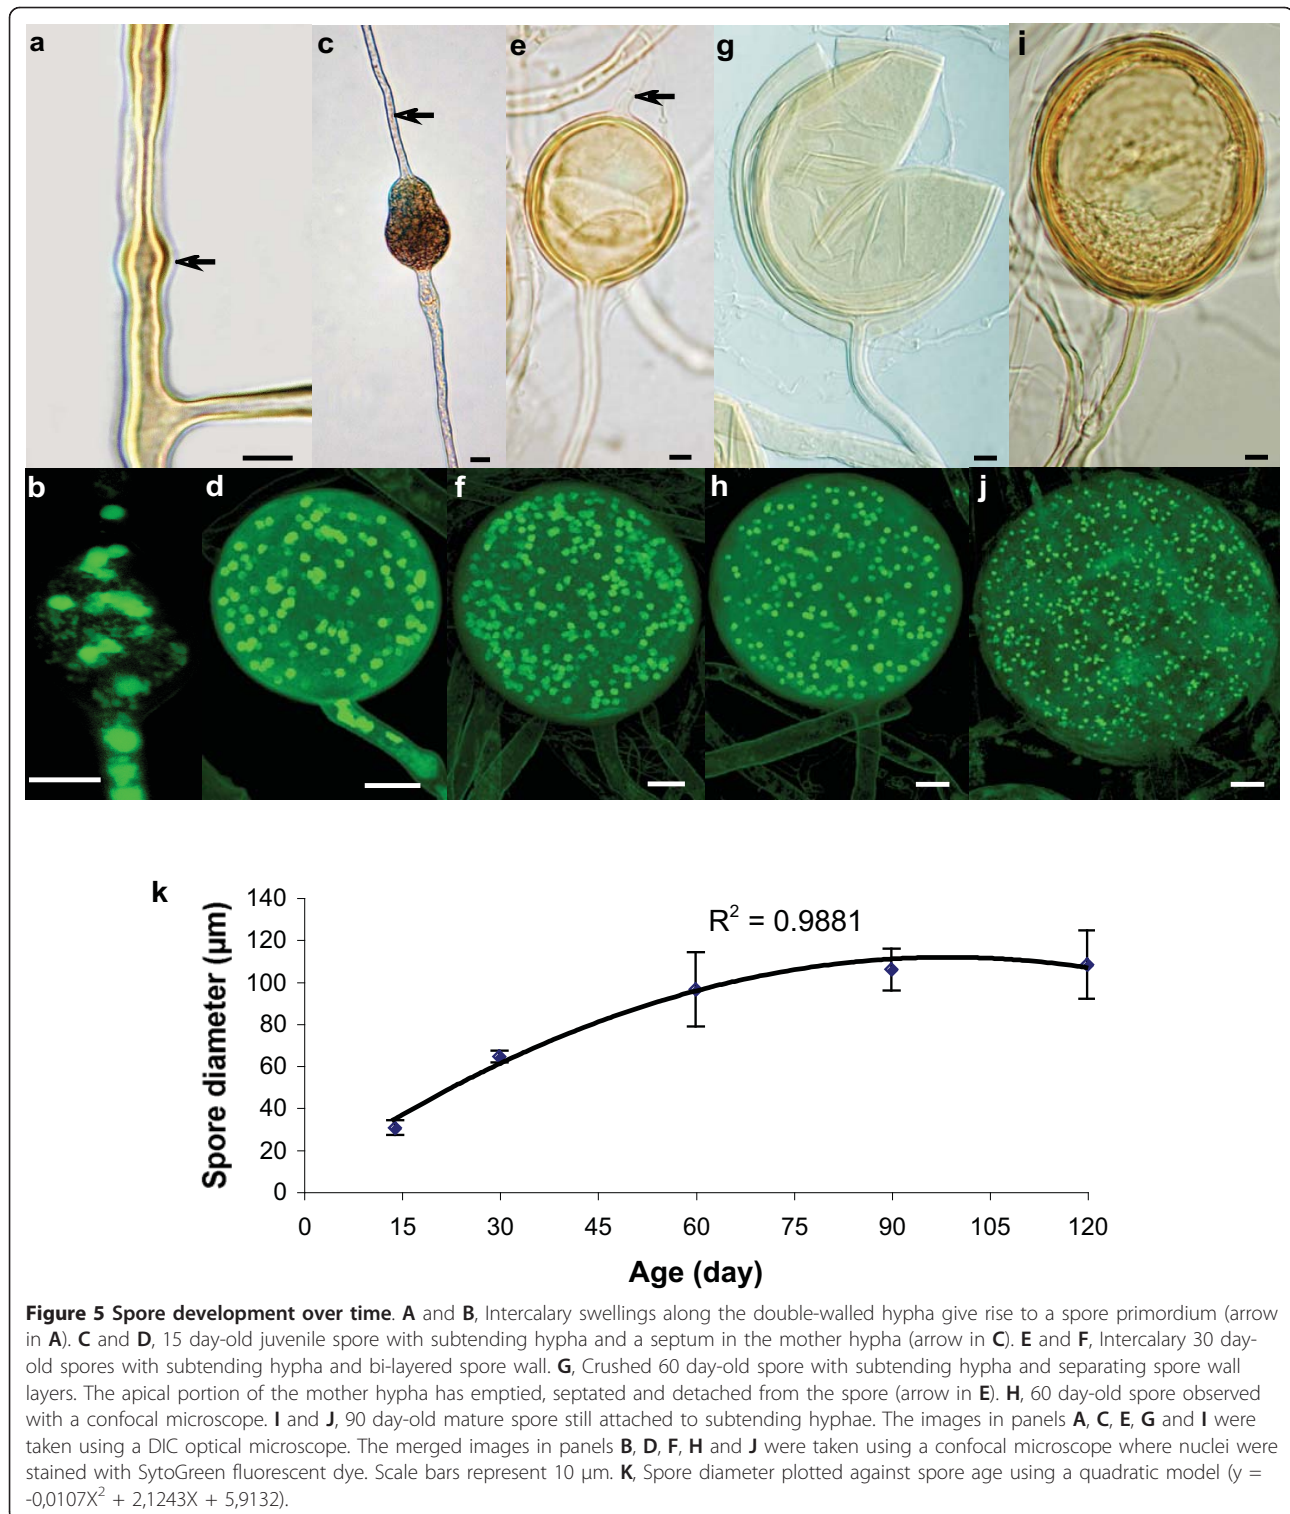 a
c
e
g
i
b
d
f
h
j
k
R² = 0.9881
140
120
100
80
60
40
20
0
Spore diameter (µm)
0 15 30 45 60 75 90 105 120
Age (day)
Figure 5 Spore development over time. A and B, Intercalary swellings along the double-walled hypha give rise to a spore primordium (arrow
in A). C and D, 15 day-old juvenile spore with subtending hypha and a septum in the mother hypha (arrow in C). E and F, Intercalary 30 day-
old spores with subtending hypha and bi-layered spore wall. G, Crushed 60 day-old spore with subtending hypha and separating spore wall
layers. The apical portion of the mother hypha has emptied, septated and detached from the spore (arrow in E). H, 60 day-old spore observed
with a confocal microscope. I and J, 90 day-old mature spore still attached to subtending hyphae. The images in panels A, C, E, G and I were
taken using a DIC optical microscope. The merged images in panels B, D, F, H and J were taken using a confocal microscope where nuclei were
stained with SytoGreen fluorescent dye. Scale bars represent 10 µm. K, Spore diameter plotted against spore age using a quadratic model (y =
-0,0107X² + 2,1243X + 5,9132).